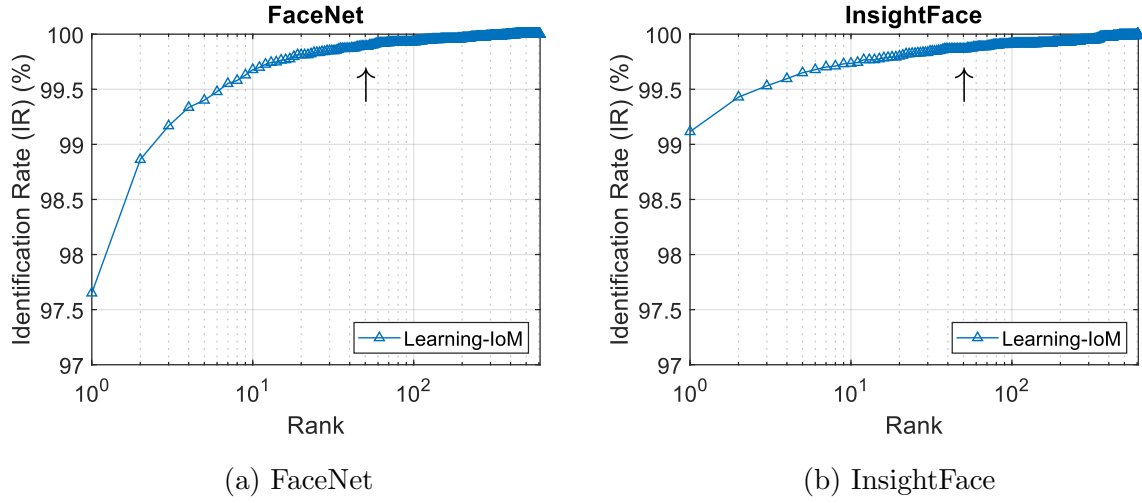 FaceNet
100
99.5
99
98.5
98
97.5
97
Identification Rate (IR) (%)
Learning-IoM
10^0
10^1
10^2
Rank
(a) FaceNet
InsightFace
100
99.5
99
98.5
98
97.5
97
Identification Rate (IR) (%)
Learning-IoM
10^0
10^1
10^2
Rank
(b) InsightFace